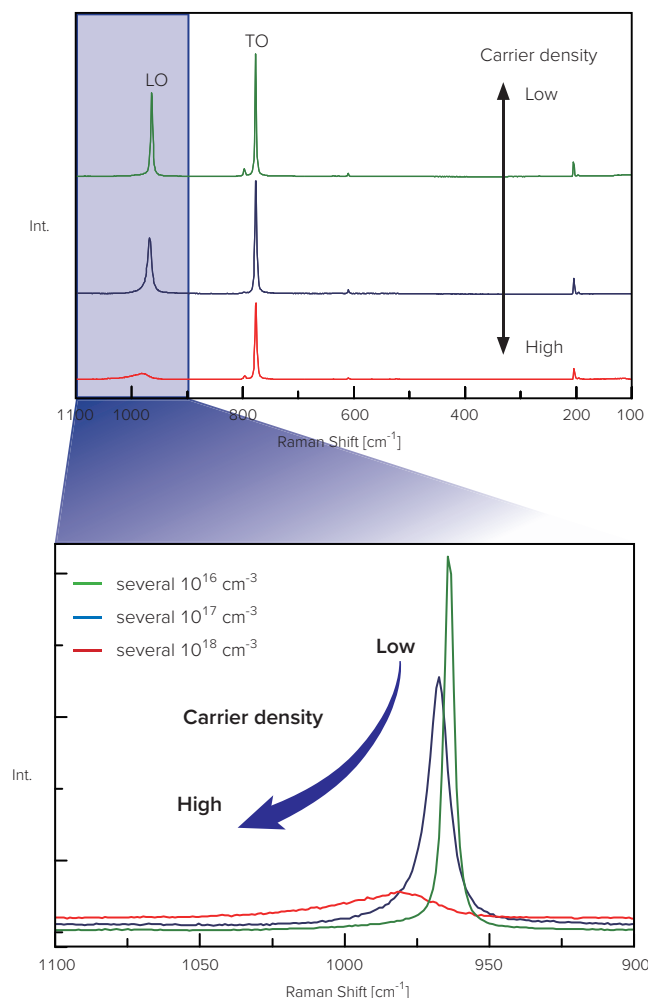 TO
Carrier density
LO
Low
Int.
High
1100 1000 800 600 400 200 100
Raman Shift [cm⁻¹]
several 10¹⁶ cm⁻³
several 10¹⁷ cm⁻³
several 10¹⁸ cm⁻³
Low
Carrier density
High
Int.
1100 1050 1000 950 900
Raman Shift [cm⁻¹]